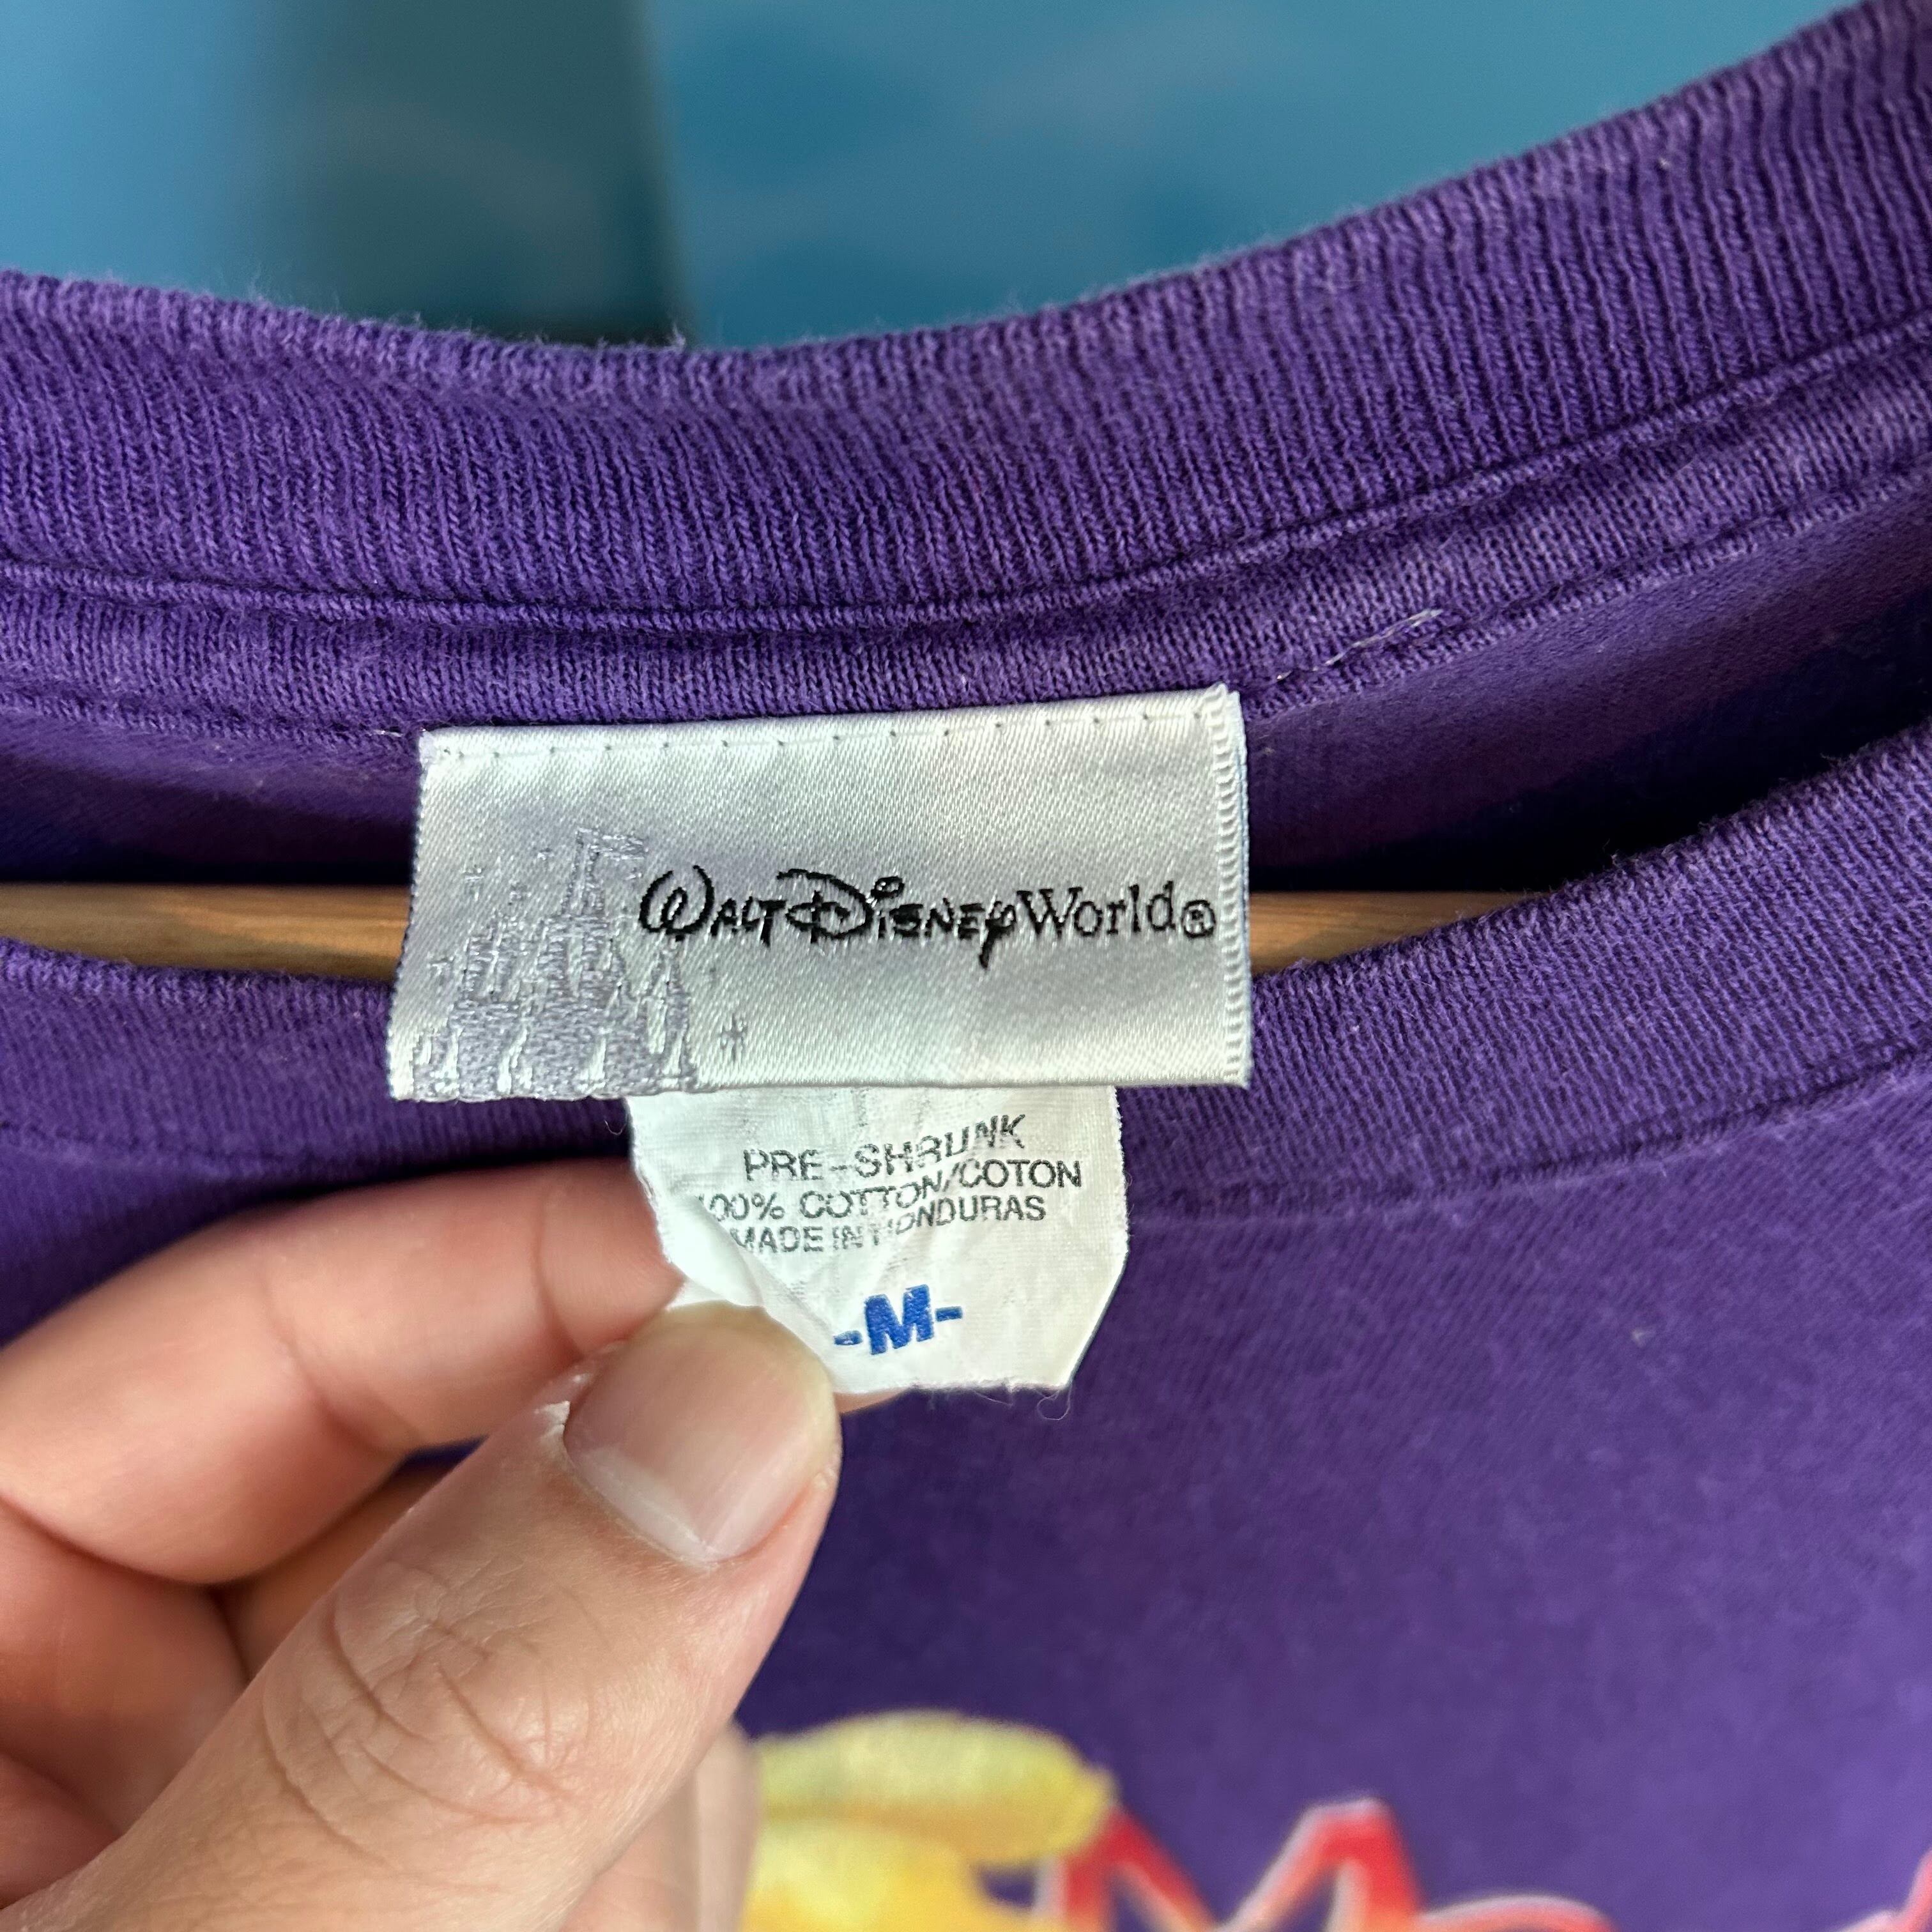 Walt Disney World®
PRE-SHRUNK
100% COTTON/COTON
MADE IN HONDURAS
-M-
M